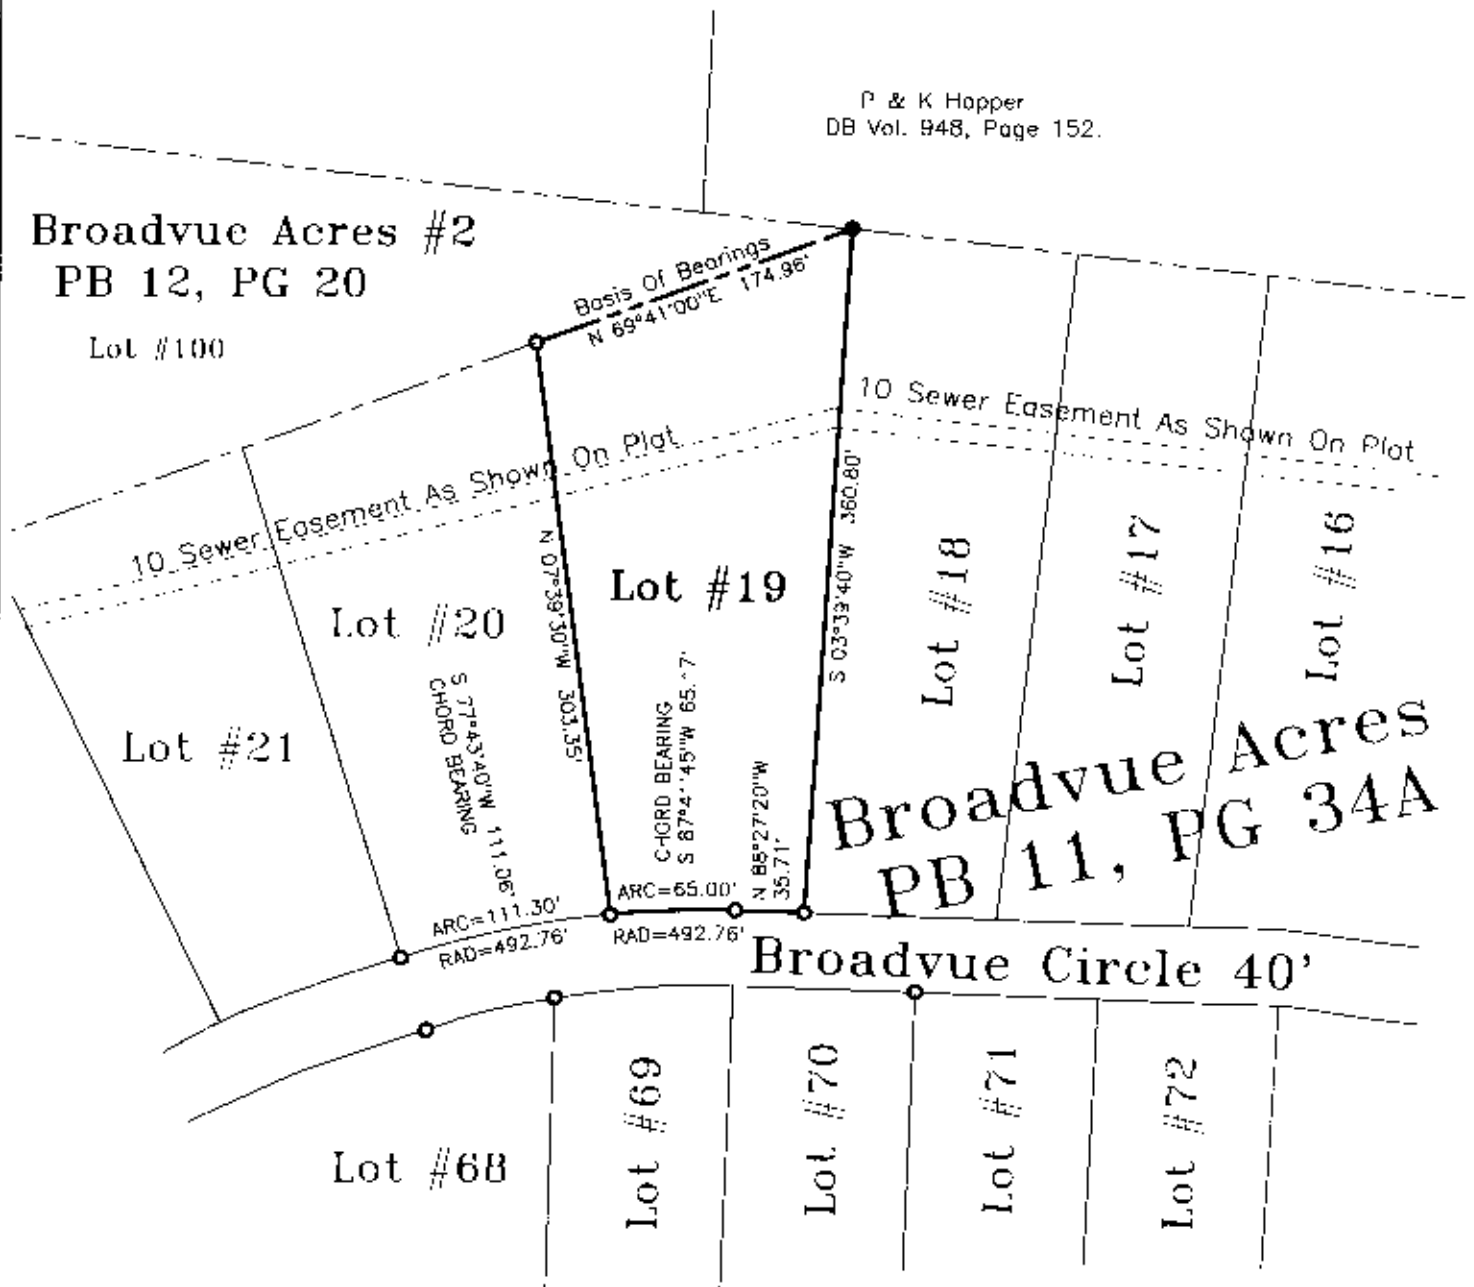 P & K Hopper
DB Vol. 948, Page 152.
Broadvue Acres #2
PB 12, PG 20
Lot #100
Basis Of Bearings
N 69°41'00"E 174.96'
10 Sewer Easement As Shown On Plat
10 Sewer Easement As Shown On Plat
N 07°39'30"W 303.35'
S 03°39'40"W 360.80'
Lot #19
Lot #20
Lot #21
Lot #18
Lot #17
Lot #16
S 77°43'40"W 111.06'
CHORD BEARING
CHORD BEARING
35.71'
ARC=65.00'
RAD=492.76'
ARC=111.30'
RAD=492.76'
Broadvue Acres
PB 11, PG 34A
Broadvue Circle 40'
Lot #68
Lot #69
Lot #70
Lot #71
Lot #72